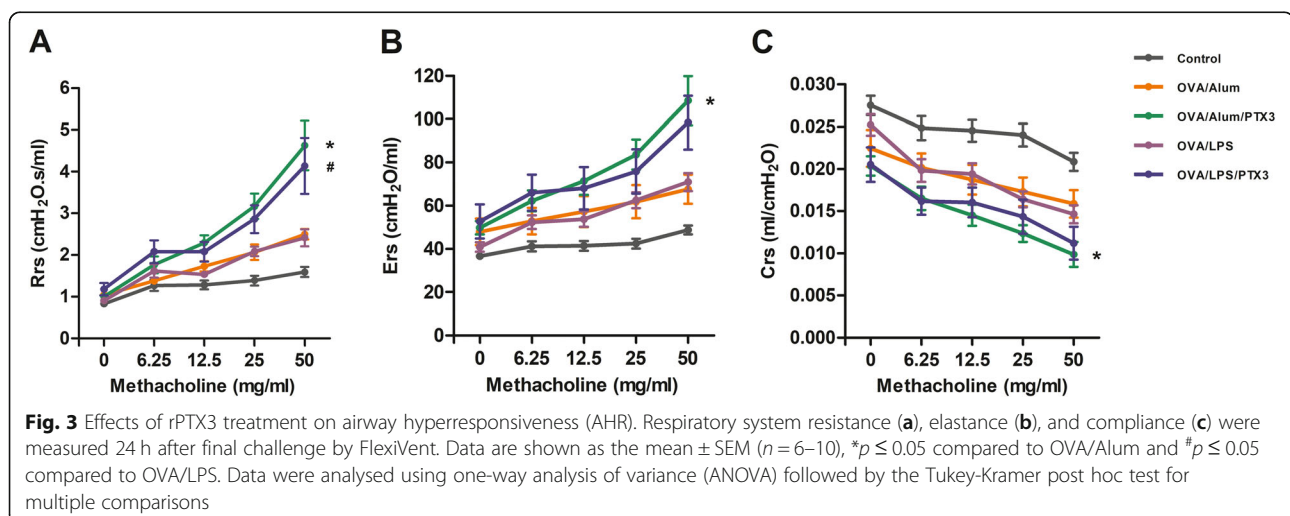 A
B
C
Rrs (cmH₂O.s/ml)
6
5
4
3
2
1
0
*
#
0 6.25 12.5 25 50
Methacholine (mg/ml)
Ers (cmH₂O/ml)
120
100
80
60
40
20
0
*
0 6.25 12.5 25 50
Methacholine (mg/ml)
Crs (ml/cmH₂O)
0.030
0.025
0.020
0.015
0.010
0.005
0.000
*
0 6.25 12.5 25 50
Methacholine (mg/ml)
Control
OVA/Alum
OVA/Alum/PTX3
OVA/LPS
OVA/LPS/PTX3
Fig. 3 Effects of rPTX3 treatment on airway hyperresponsiveness (AHR). Respiratory system resistance (a), elastance (b), and compliance (c) were
measured 24 h after final challenge by FlexiVent. Data are shown as the mean ± SEM (n = 6–10), *p ≤ 0.05 compared to OVA/Alum and #p ≤ 0.05
compared to OVA/LPS. Data were analysed using one-way analysis of variance (ANOVA) followed by the Tukey-Kramer post hoc test for
multiple comparisons